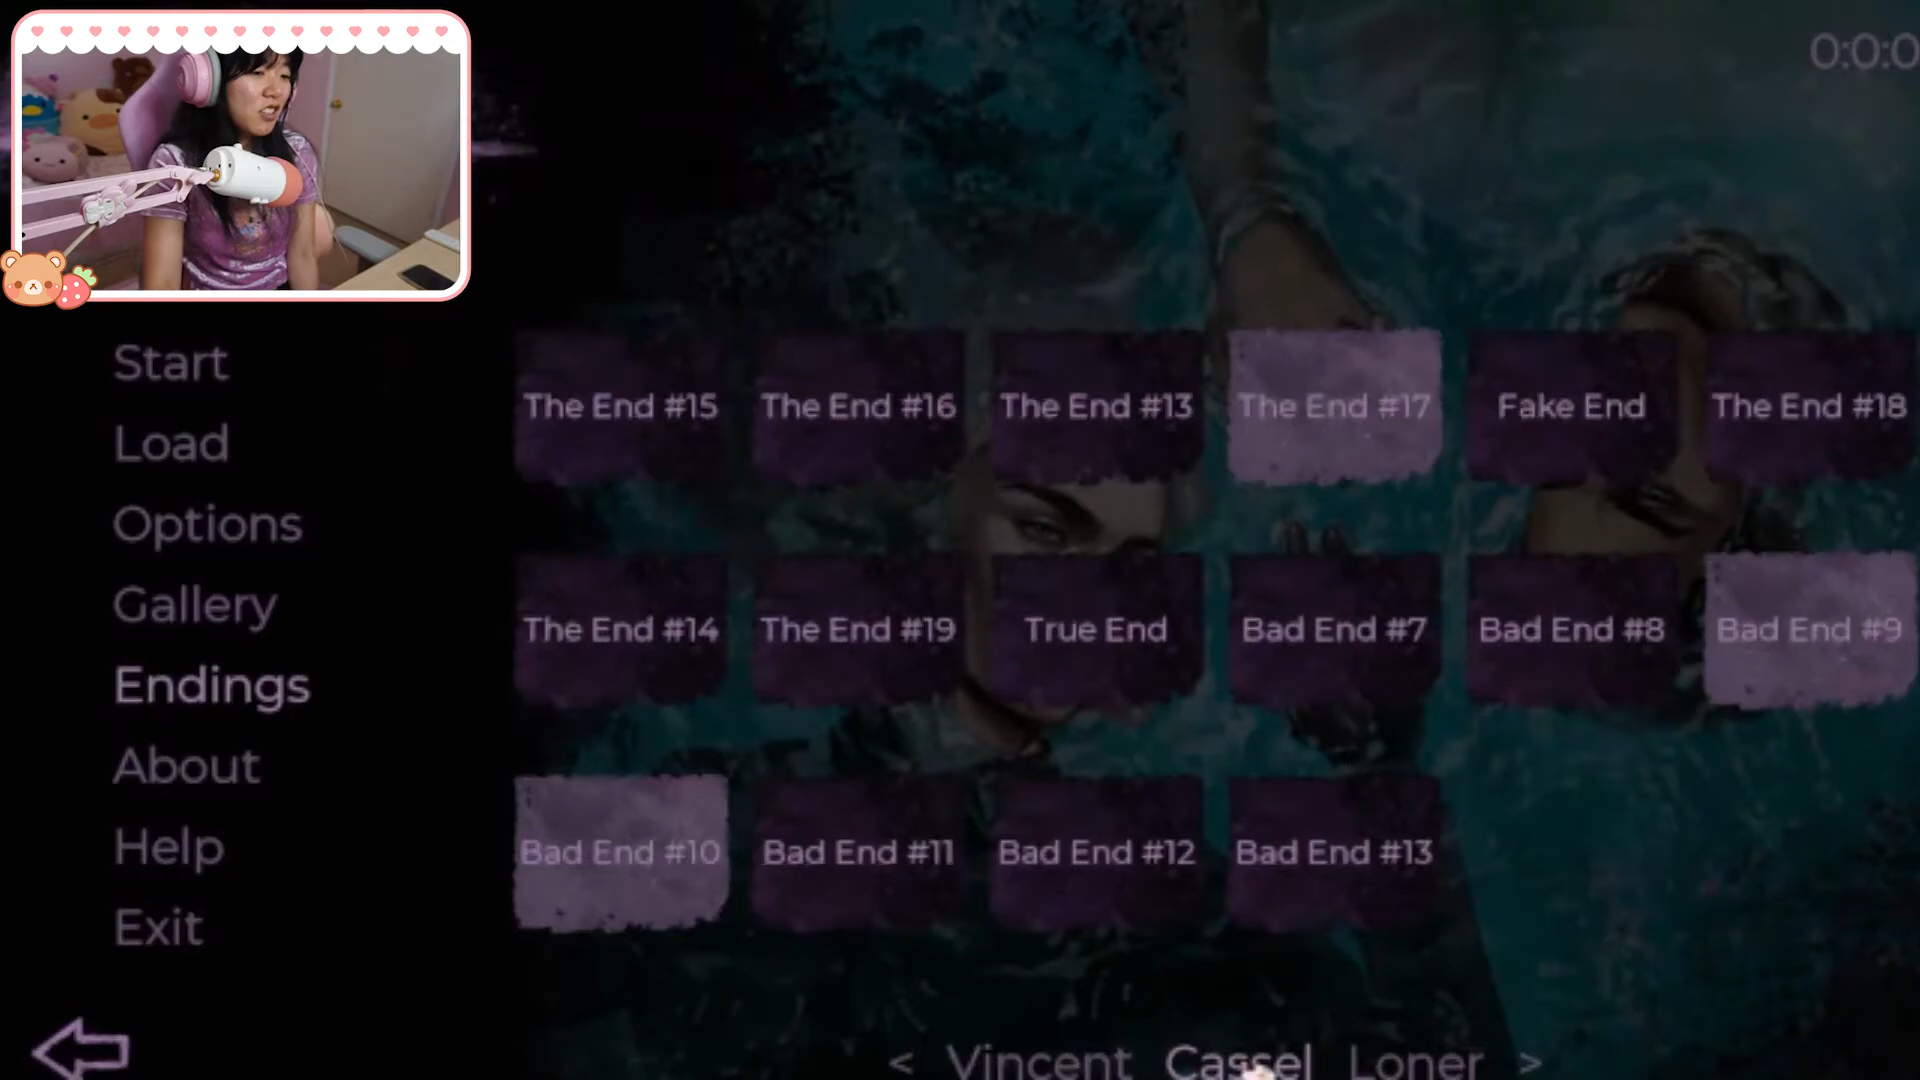 0:0:0
Start
Load
Options
Gallery
Endings
About
Help
Exit
The End #15 The End #16 The End #13 The End #17 Fake End The End #18
The End #14 The End #19 True End Bad End #7 Bad End #8 Bad End #9
Bad End #10 Bad End #11 Bad End #12 Bad End #13
< Vincent Cassel Loner >